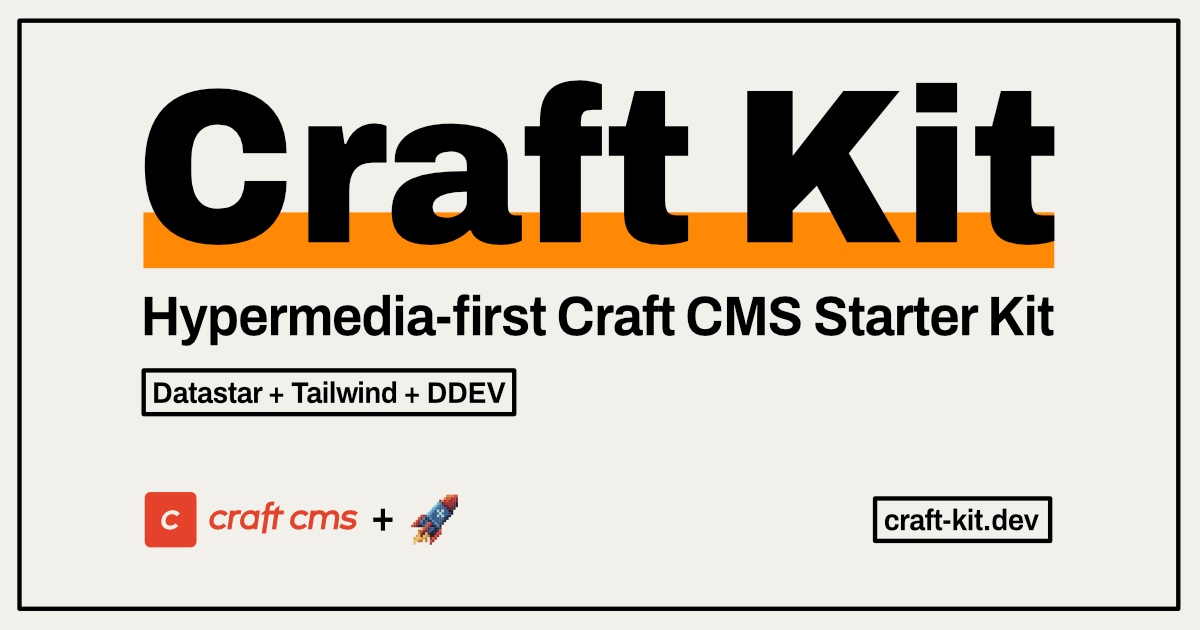 Craft Kit
Hypermedia-first Craft CMS Starter Kit
Datastar + Tailwind + DDEV
c craft cms +
craft-kit.dev